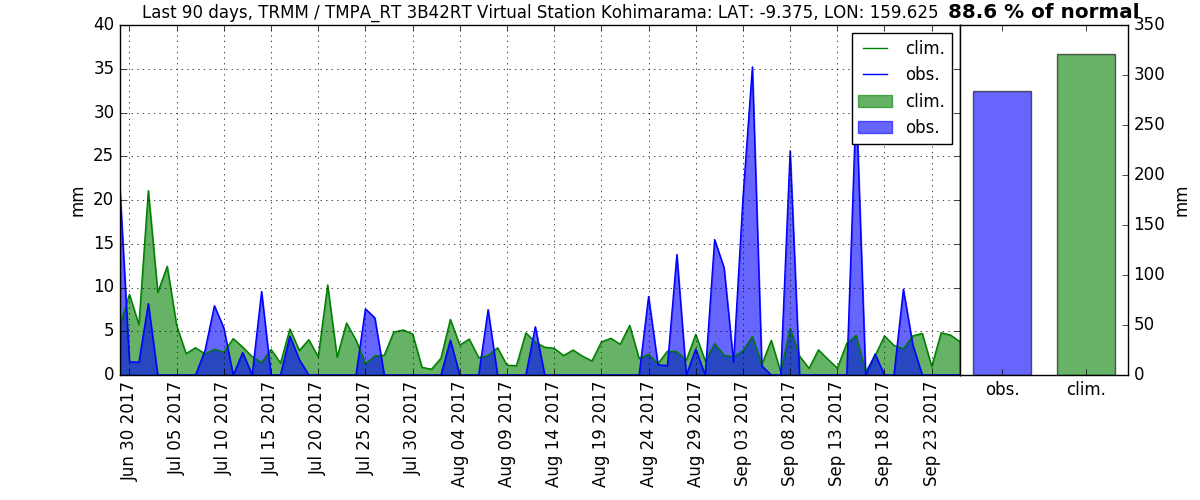 Last 90 days, TRMM / TMPA_RT 3B42RT Virtual Station Kohimarama: LAT: -9.375, LON: 159.625 88.6 % of normal
40
35
30
25
20
15
10
5
0
mm
clim.
obs.
clim.
obs.
350
300
250
200
150
100
50
0
mm
Jun 30 2017
Jul 05 2017
Jul 10 2017
Jul 15 2017
Jul 20 2017
Jul 25 2017
Jul 30 2017
Aug 04 2017
Aug 09 2017
Aug 14 2017
Aug 19 2017
Aug 24 2017
Aug 29 2017
Sep 03 2017
Sep 08 2017
Sep 13 2017
Sep 18 2017
Sep 23 2017
obs.
clim.